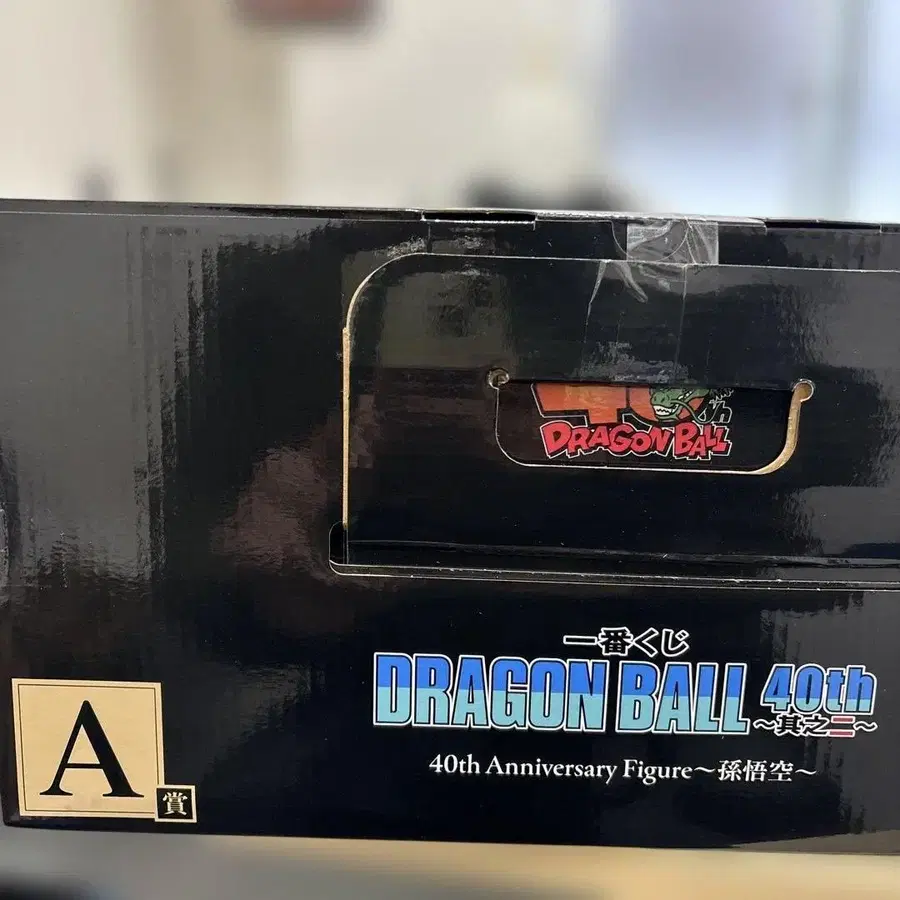 40th
DRAGON BALL
一番くじ
DRAGON BALL 40th
~其之二~
40th Anniversary Figure~孫悟空~
A
賞